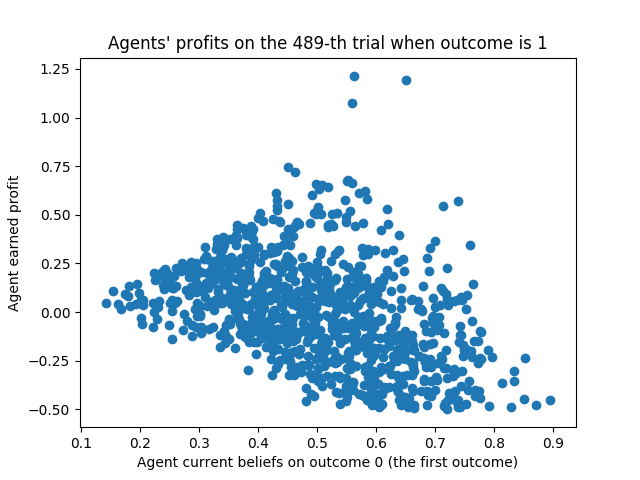 Agents' profits on the 489-th trial when outcome is 1
Agent earned profit
1.25
1.00
0.75
0.50
0.25
0.00
−0.25
−0.50
0.1 0.2 0.3 0.4 0.5 0.6 0.7 0.8 0.9
Agent current beliefs on outcome 0 (the first outcome)